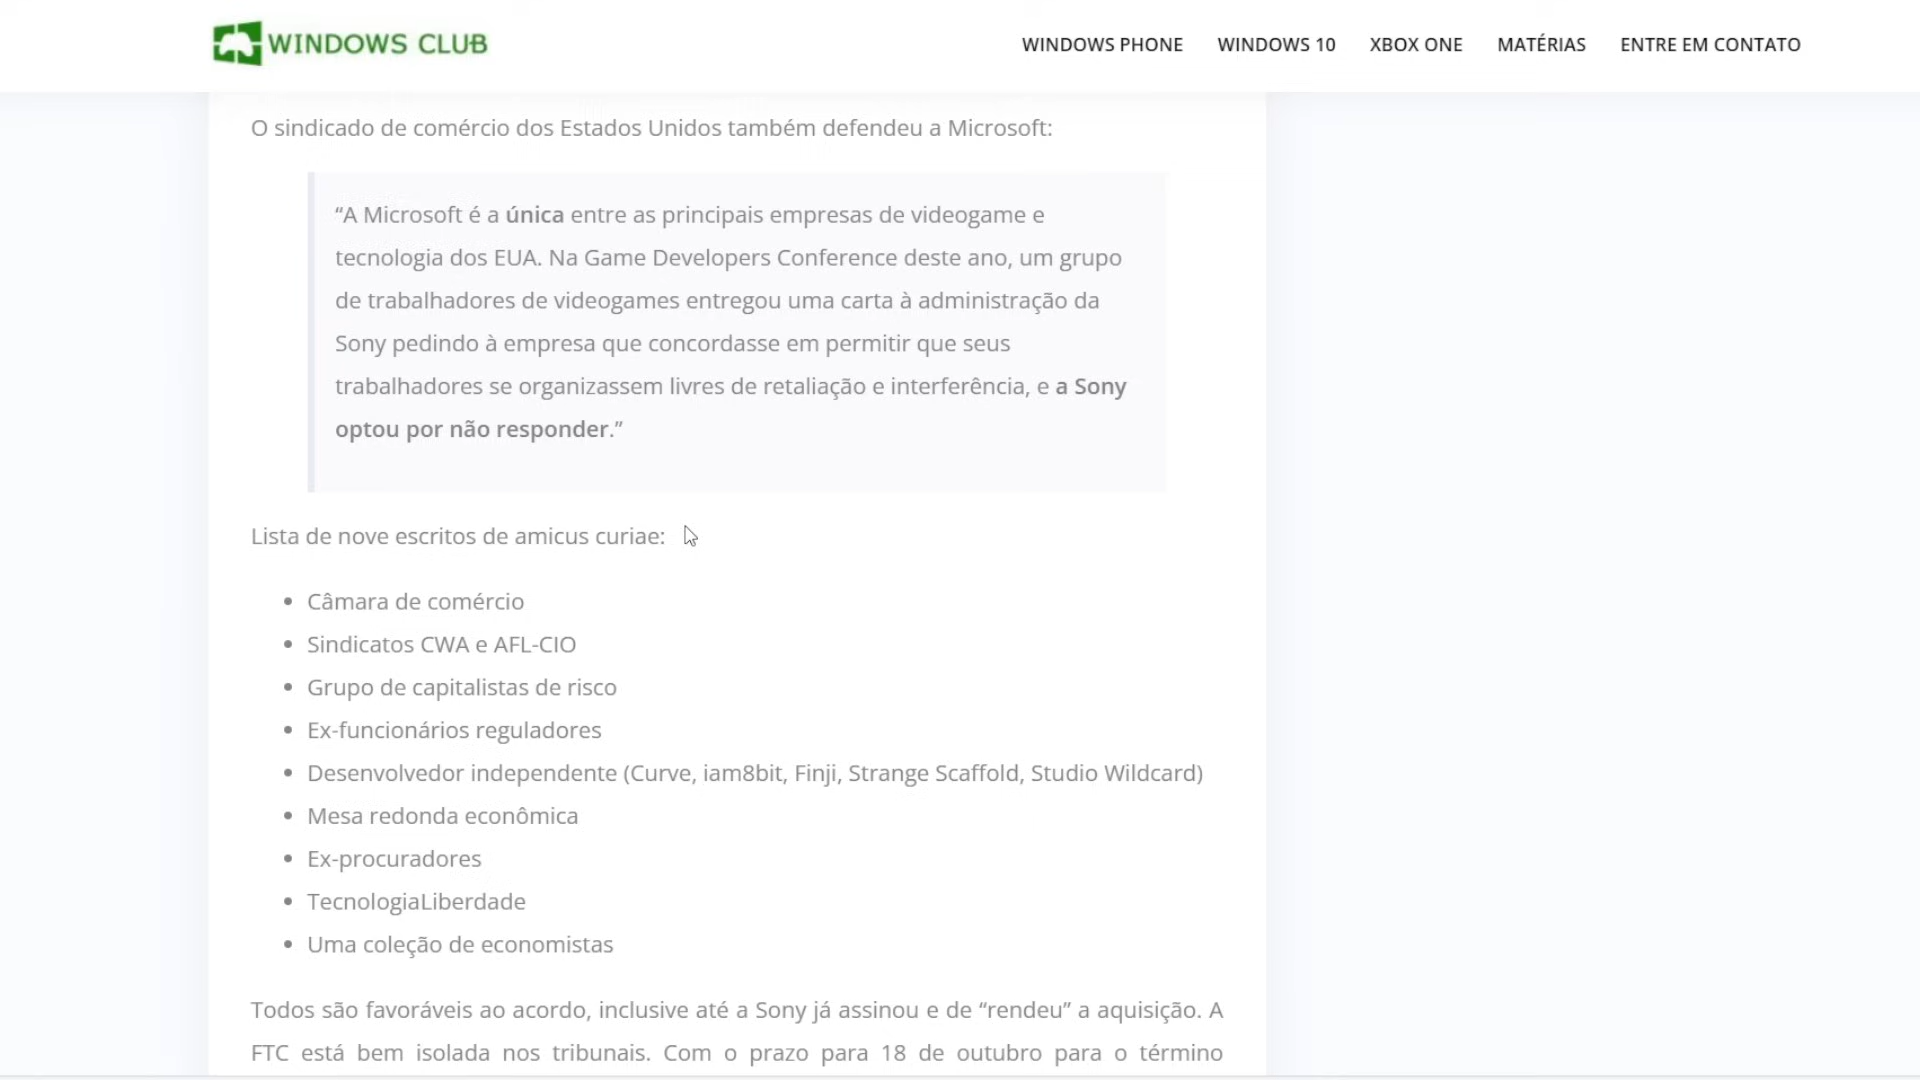 WINDOWS CLUB
WINDOWS PHONE WINDOWS 10 XBOX ONE MATÉRIAS ENTRE EM CONTATO
O sindicado de comércio dos Estados Unidos também defendeu a Microsoft:
“A Microsoft é a única entre as principais empresas de videogame e
tecnologia dos EUA. Na Game Developers Conference deste ano, um grupo
de trabalhadores de videogames entregou uma carta à administração da
Sony pedindo à empresa que concordasse em permitir que seus
trabalhadores se organizassem livres de retaliação e interferência, e a Sony
optou por não responder.”
Lista de nove escritos de amicus curiae:
• Câmara de comércio
• Sindicatos CWA e AFL-CIO
• Grupo de capitalistas de risco
• Ex-funcionários reguladores
• Desenvolvedor independente (Curve, iam8bit, Finji, Strange Scaffold, Studio Wildcard)
• Mesa redonda econômica
• Ex-procuradores
• TecnologiaLiberdade
• Uma coleção de economistas
Todos são favoráveis ao acordo, inclusive até a Sony já assinou e de “rendeu” a aquisição. A
FTC está bem isolada nos tribunais. Com o prazo para 18 de outubro para o término